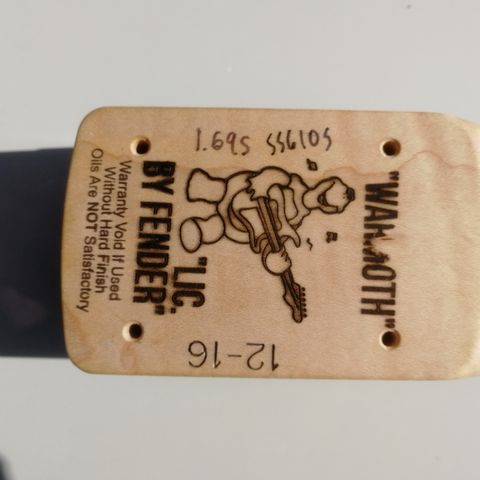 "WARMOTH"
"LIC.
BY FENDER"
Warranty Void If Used
Without Hard Finish
Oils Are NOT Satisfactory
1.695 SS6105
12-16